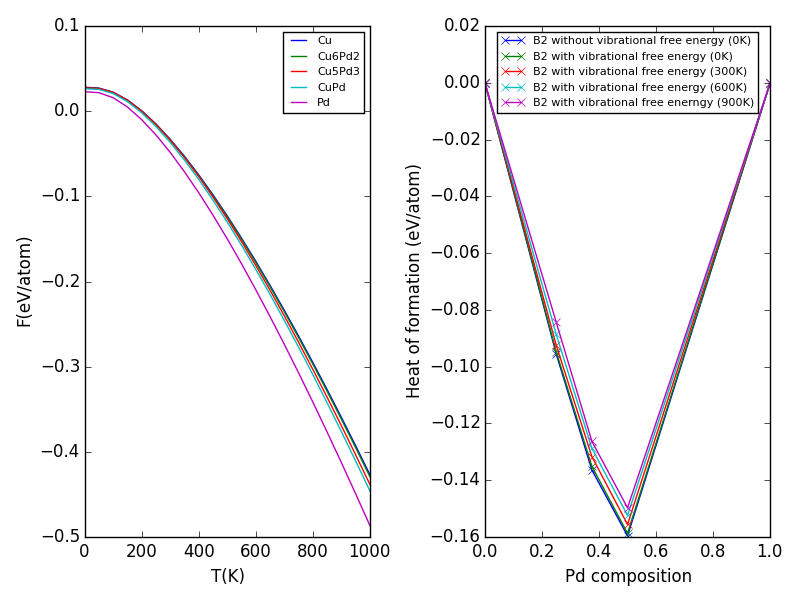 0.1
0.0
−0.1
−0.2
−0.3
−0.4
−0.5
F(eV/atom)
0
200
400
600
800
1000
T(K)
Cu
Cu6Pd2
Cu5Pd3
CuPd
Pd
0.02
0.00
−0.02
−0.04
−0.06
−0.08
−0.10
−0.12
−0.14
−0.16
Heat of formation (eV/atom)
0.0
0.2
0.4
0.6
0.8
1.0
Pd composition
B2 without vibrational free energy (0K)
B2 with vibrational free energy (0K)
B2 with vibrational free energy (300K)
B2 with vibrational free energy (600K)
B2 with vibrational free enerngy (900K)